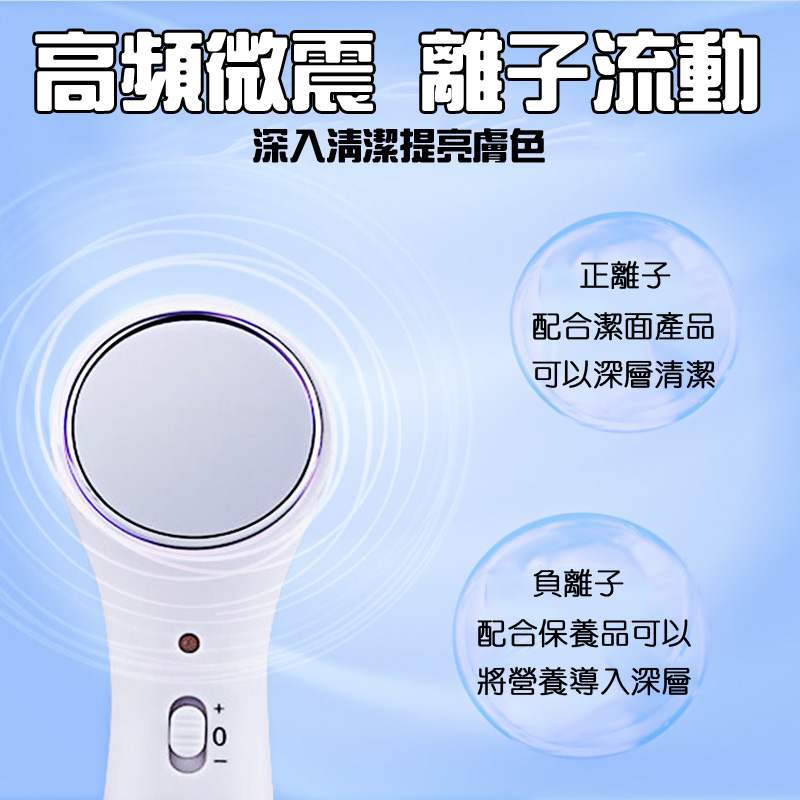 高頻微震 離子流動
深入清潔提亮膚色
正離子
配合潔面產品
可以深層清潔
負離子
配合保養品可以
將營養導入深層
+
0
−